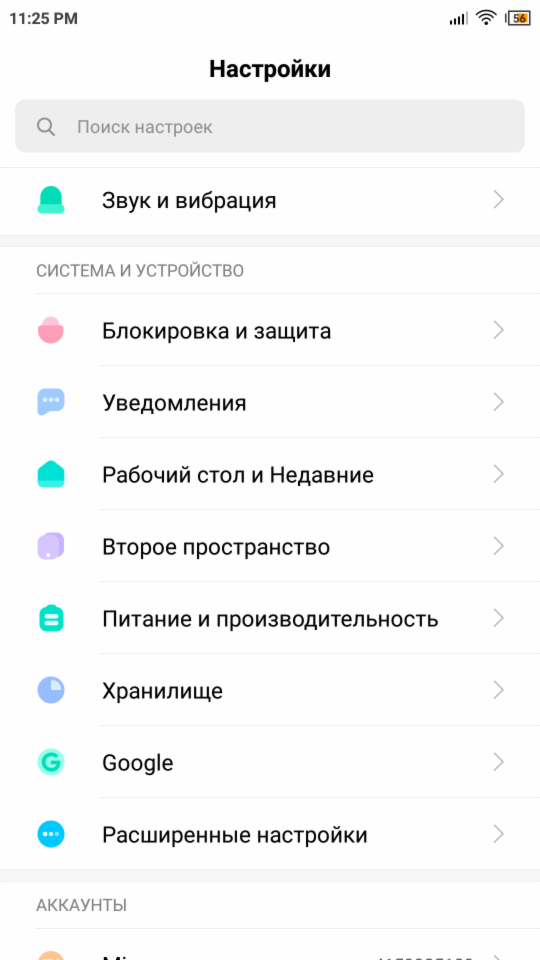 11:25 PM
56
Настройки
Поиск настроек
Звук и вибрация
СИСТЕМА И УСТРОЙСТВО
Блокировка и защита
Уведомления
Рабочий стол и Недавние
Второе пространство
Питание и производительность
Хранилище
G
Google
Расширенные настройки
АККАУНТЫ